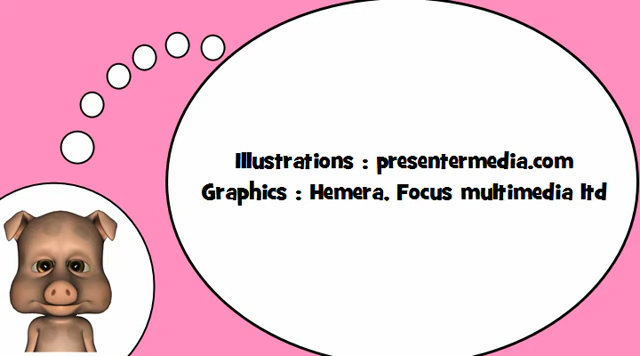 Illustrations : presentermedia.com
Graphics : Hemera. Focus multimedia ltd